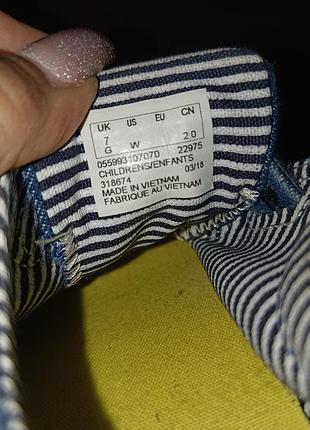 UK US EU CN
7
G W 2.0
055993107070 22975
CHILDRENS/ENFANTS
318674 03/18
MADE IN VIETNAM
FABRIQUE AU VIETNAM